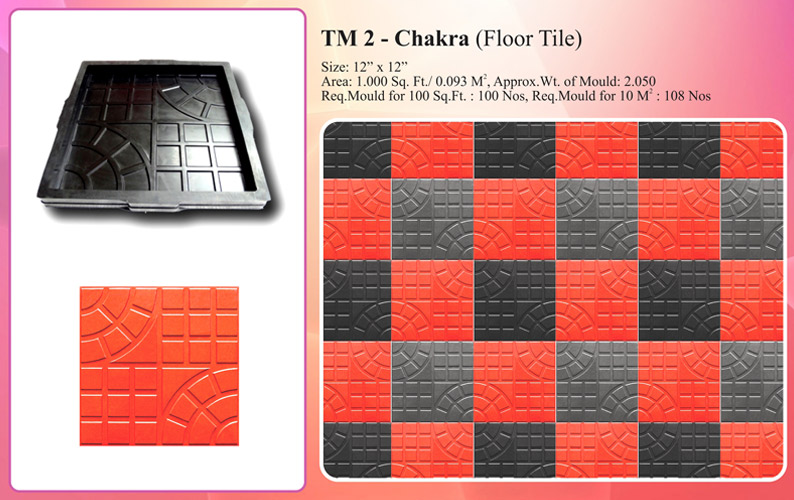 TM 2 - Chakra (Floor Tile)
Size: 12” x 12”
Area: 1.000 Sq. Ft./ 0.093 M², Approx.Wt. of Mould: 2.050
Req.Mould for 100 Sq.Ft. : 100 Nos, Req.Mould for 10 M² : 108 Nos